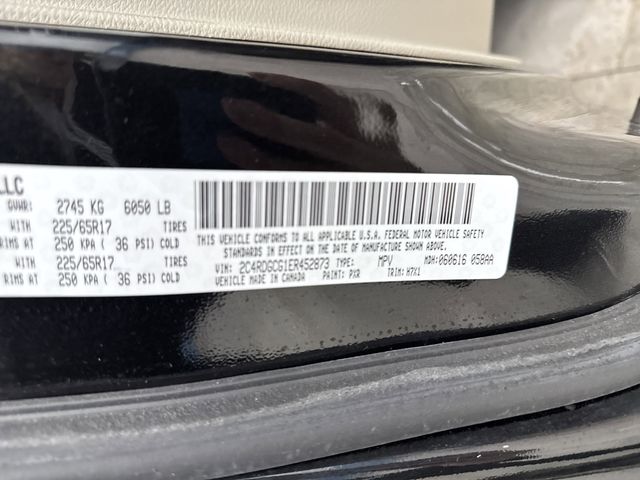 LLC
GVWR: 2745 KG 6050 LB
WITH 225/65R17 TIRES
RIMS AT 250 KPA ( 36 PSI) COLD
WITH 225/65R17 TIRES
RIMS AT 250 KPA ( 36 PSI) COLD
THIS VEHICLE CONFORMS TO ALL APPLICABLE U.S.A. FEDERAL MOTOR VEHICLE SAFETY
STANDARDS IN EFFECT ON THE DATE OF MANUFACTURE SHOWN ABOVE.
VIN: 2C4RDGCG1ER452873 TYPE: MPV MDH:060616 058AA
VEHICLE MADE IN CANADA PAINT: PXR TRIM: H7X1